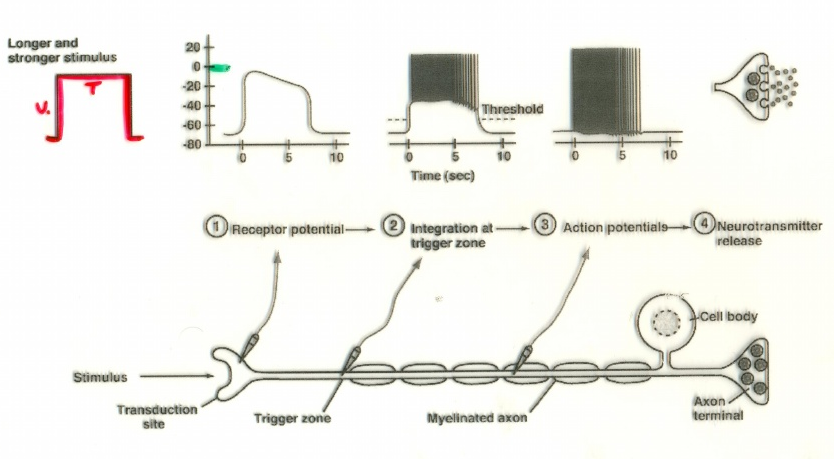 Longer and
stronger stimulus
V.
T
20
0
-20
-40
-60
-80
0
5
10
Threshold
0
5
10
Time (sec)
0
5
10
1 Receptor potential
2 Integration at
trigger zone
3 Action potentials
4 Neurotransmitter
release
Cell body
Stimulus
Transduction
site
Trigger zone
Myelinated axon
Axon
terminal